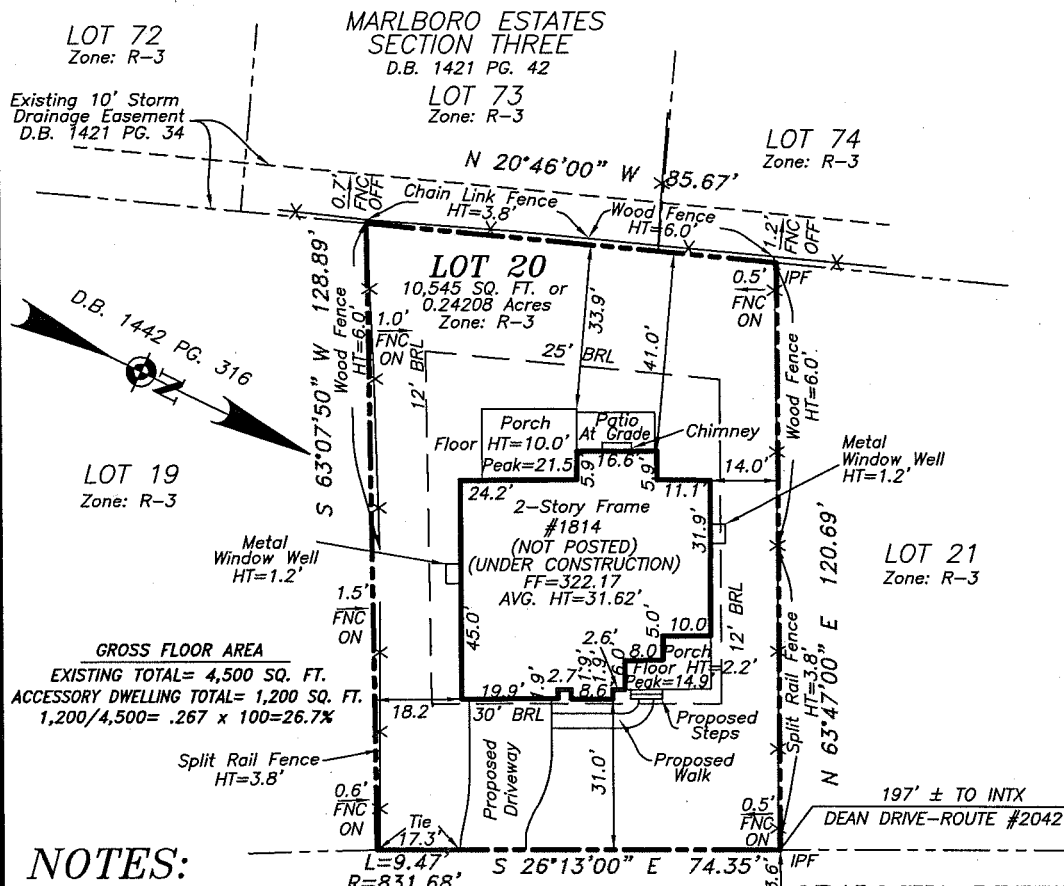 LOT 72
Zone: R-3
MARLBORO ESTATES
SECTION THREE
D.B. 1421 PG. 42
LOT 73
Zone: R-3
LOT 74
Zone: R-3
Existing 10' Storm
Drainage Easement
D.B. 1421 PG. 34
N 20°46'00" W 85.67'
0.7'
FNC
OFF
Chain Link Fence
HT=3.8'
Wood Fence
HT=6.0'
1.2'
FNC
OFF
LOT 20
10,545 SQ. FT. or
0.24208 Acres
Zone: R-3
0.5'
FNC
ON
IPF
S 63°07'50" W 128.89'
Wood Fence
HT=6.0'
1.0'
FNC
ON
33.9'
41.0'
Wood Fence
HT=6.0'
D.B. 1442 PG. 316
N
12' BRL
25' BRL
Porch
Floor HT=10.0'
Peak=21.5
Patio
At Grade
Chimney
16.6'
5.9'
5.9'
24.2'
11.1'
14.0'
Metal
Window Well
HT=1.2'
LOT 19
Zone: R-3
2-Story Frame
#1814
(NOT POSTED)
(UNDER CONSTRUCTION)
FF=322.17
AVG. HT=31.62'
31.9'
LOT 21
Zone: R-3
Metal
Window Well
HT=1.2'
45.0'
12' BRL
N 63°47'00" E 120.69'
1.5'
FNC
ON
GROSS FLOOR AREA
EXISTING TOTAL= 4,500 SQ. FT.
ACCESSORY DWELLING TOTAL= 1,200 SQ. FT.
1,200/4,500= .267 x 100=26.7%
2.6'
5.0'
10.0'
8.0'
6.0'
Porch
Floor HT=2.2'
Peak=14.9'
1.9'
2.7'
1.9'
1.9'
8.6'
19.9'
18.2'
30' BRL
Proposed
Steps
Proposed
Walk
Proposed
Driveway
31.0'
Split Rail Fence
HT=3.8'
Split Rail Fence
HT=3.8'
0.6'
FNC
ON
Tie
17.3'
0.5'
FNC
ON
197' ± TO INTX
DEAN DRIVE-ROUTE #2042
NOTES:
L=9.47'
R=831.68'
S 26°13'00" E 74.35'
IPF
3.6'